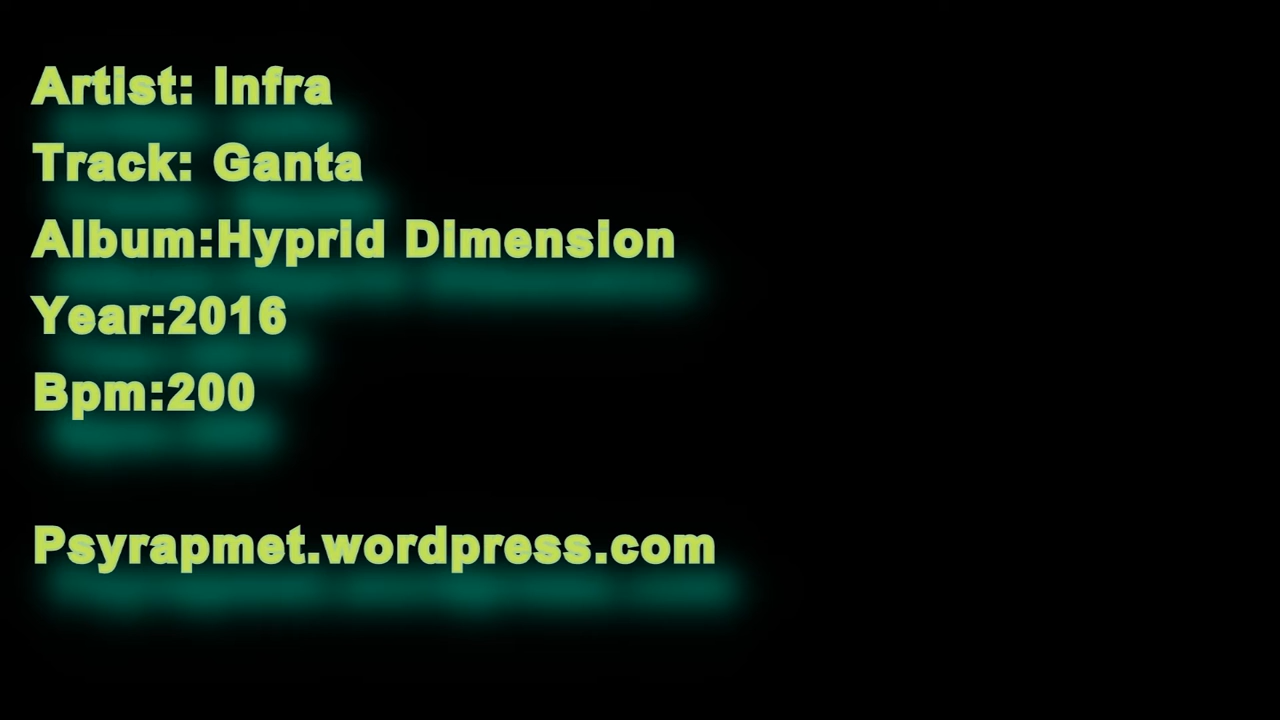 Artist: Infra
Track: Ganta
Album:Hyprid Dimension
Year:2016
Bpm:200
Psyrapmet.wordpress.com